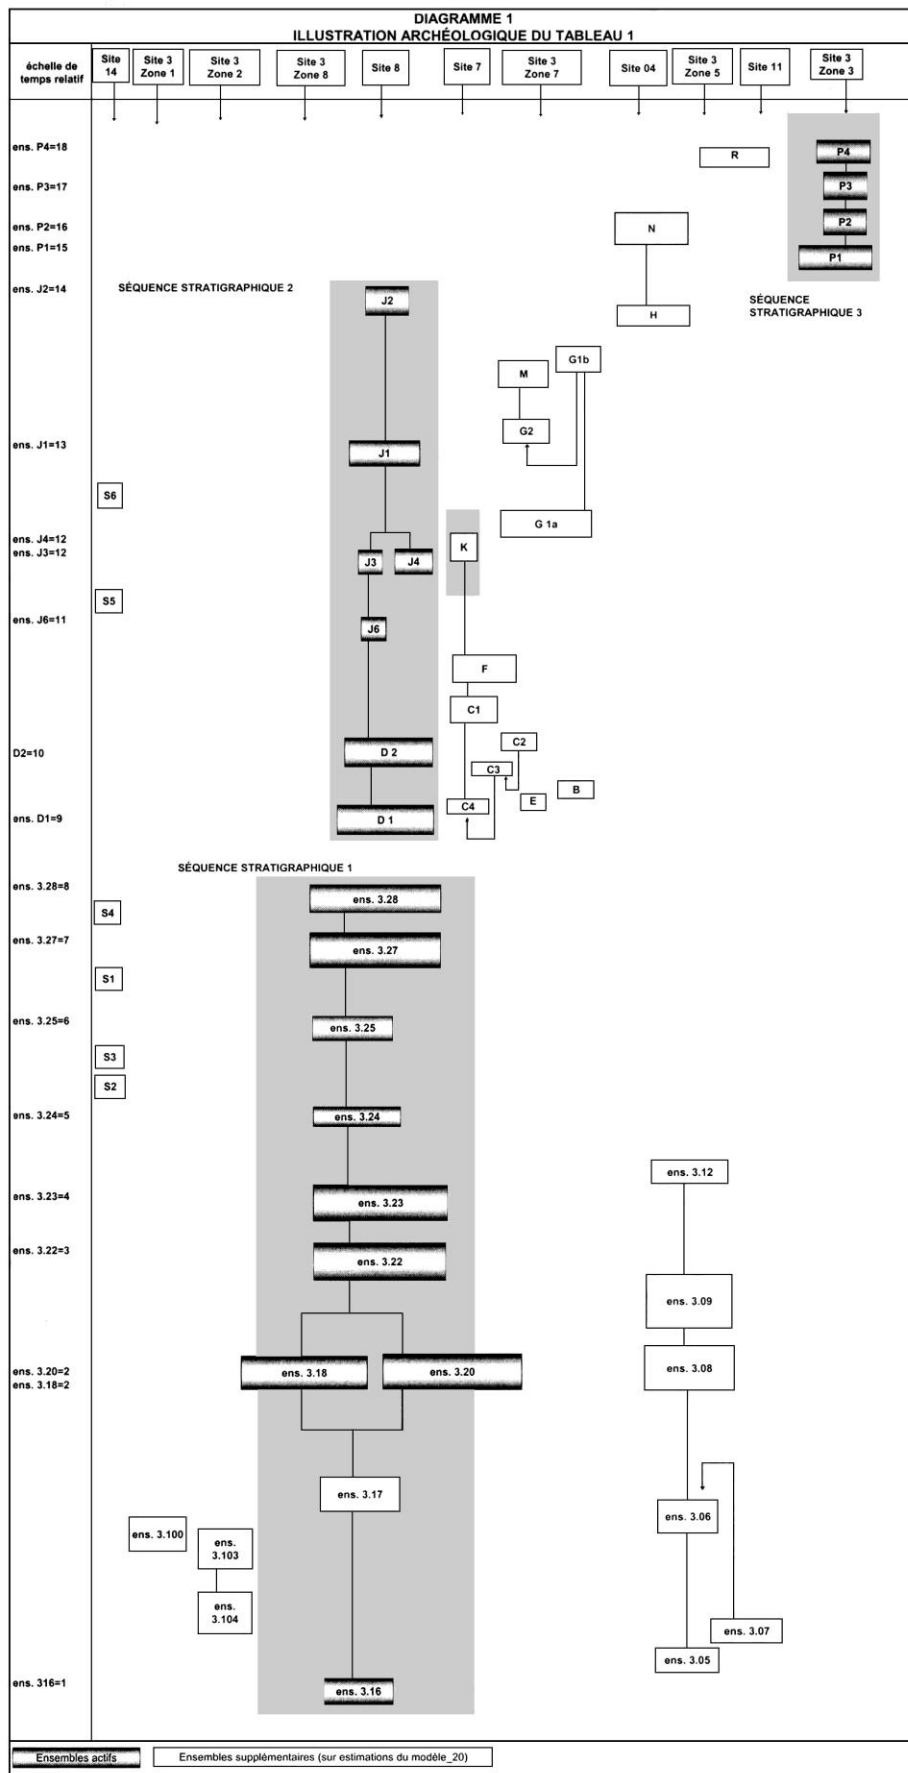 DIAGRAMME 1
ILLUSTRATION ARCHÉOLOGIQUE DU TABLEAU 1
échelle de
temps relatif
Site
14
Site 3
Zone 1
Site 3
Zone 2
Site 3
Zone 8
Site 8
Site 7
Site 3
Zone 7
Site 04
Site 3
Zone 5
Site 11
Site 3
Zone 3
ens. P4=18
R
P4
ens. P3=17
P3
ens. P2=16
N
P2
ens. P1=15
P1
ens. J2=14
SÉQUENCE STRATIGRAPHIQUE 2
J2
SÉQUENCE
STRATIGRAPHIQUE 3
H
G1b
M
G2
ens. J1=13
J1
S6
G 1a
ens. J4=12
ens. J3=12
K
J3
J4
S5
ens. J6=11
J6
F
C1
D2=10
D 2
C2
C3
B
E
C4
ens. D1=9
D 1
SÉQUENCE STRATIGRAPHIQUE 1
ens. 3.28=8
ens. 3.28
S4
ens. 3.27=7
ens. 3.27
S1
ens. 3.25=6
ens. 3.25
S3
S2
ens. 3.24=5
ens. 3.24
ens. 3.12
ens. 3.23=4
ens. 3.23
ens. 3.22=3
ens. 3.22
ens. 3.09
ens. 3.20=2
ens. 3.18=2
ens. 3.18
ens. 3.20
ens. 3.08
ens. 3.17
ens. 3.06
ens. 3.100
ens.
3.103
ens.
3.104
ens. 3.07
ens. 3.05
ens. 316=1
ens. 3.16
Ensembles actifs
Ensembles supplémentaires (sur estimations du modèle_20)